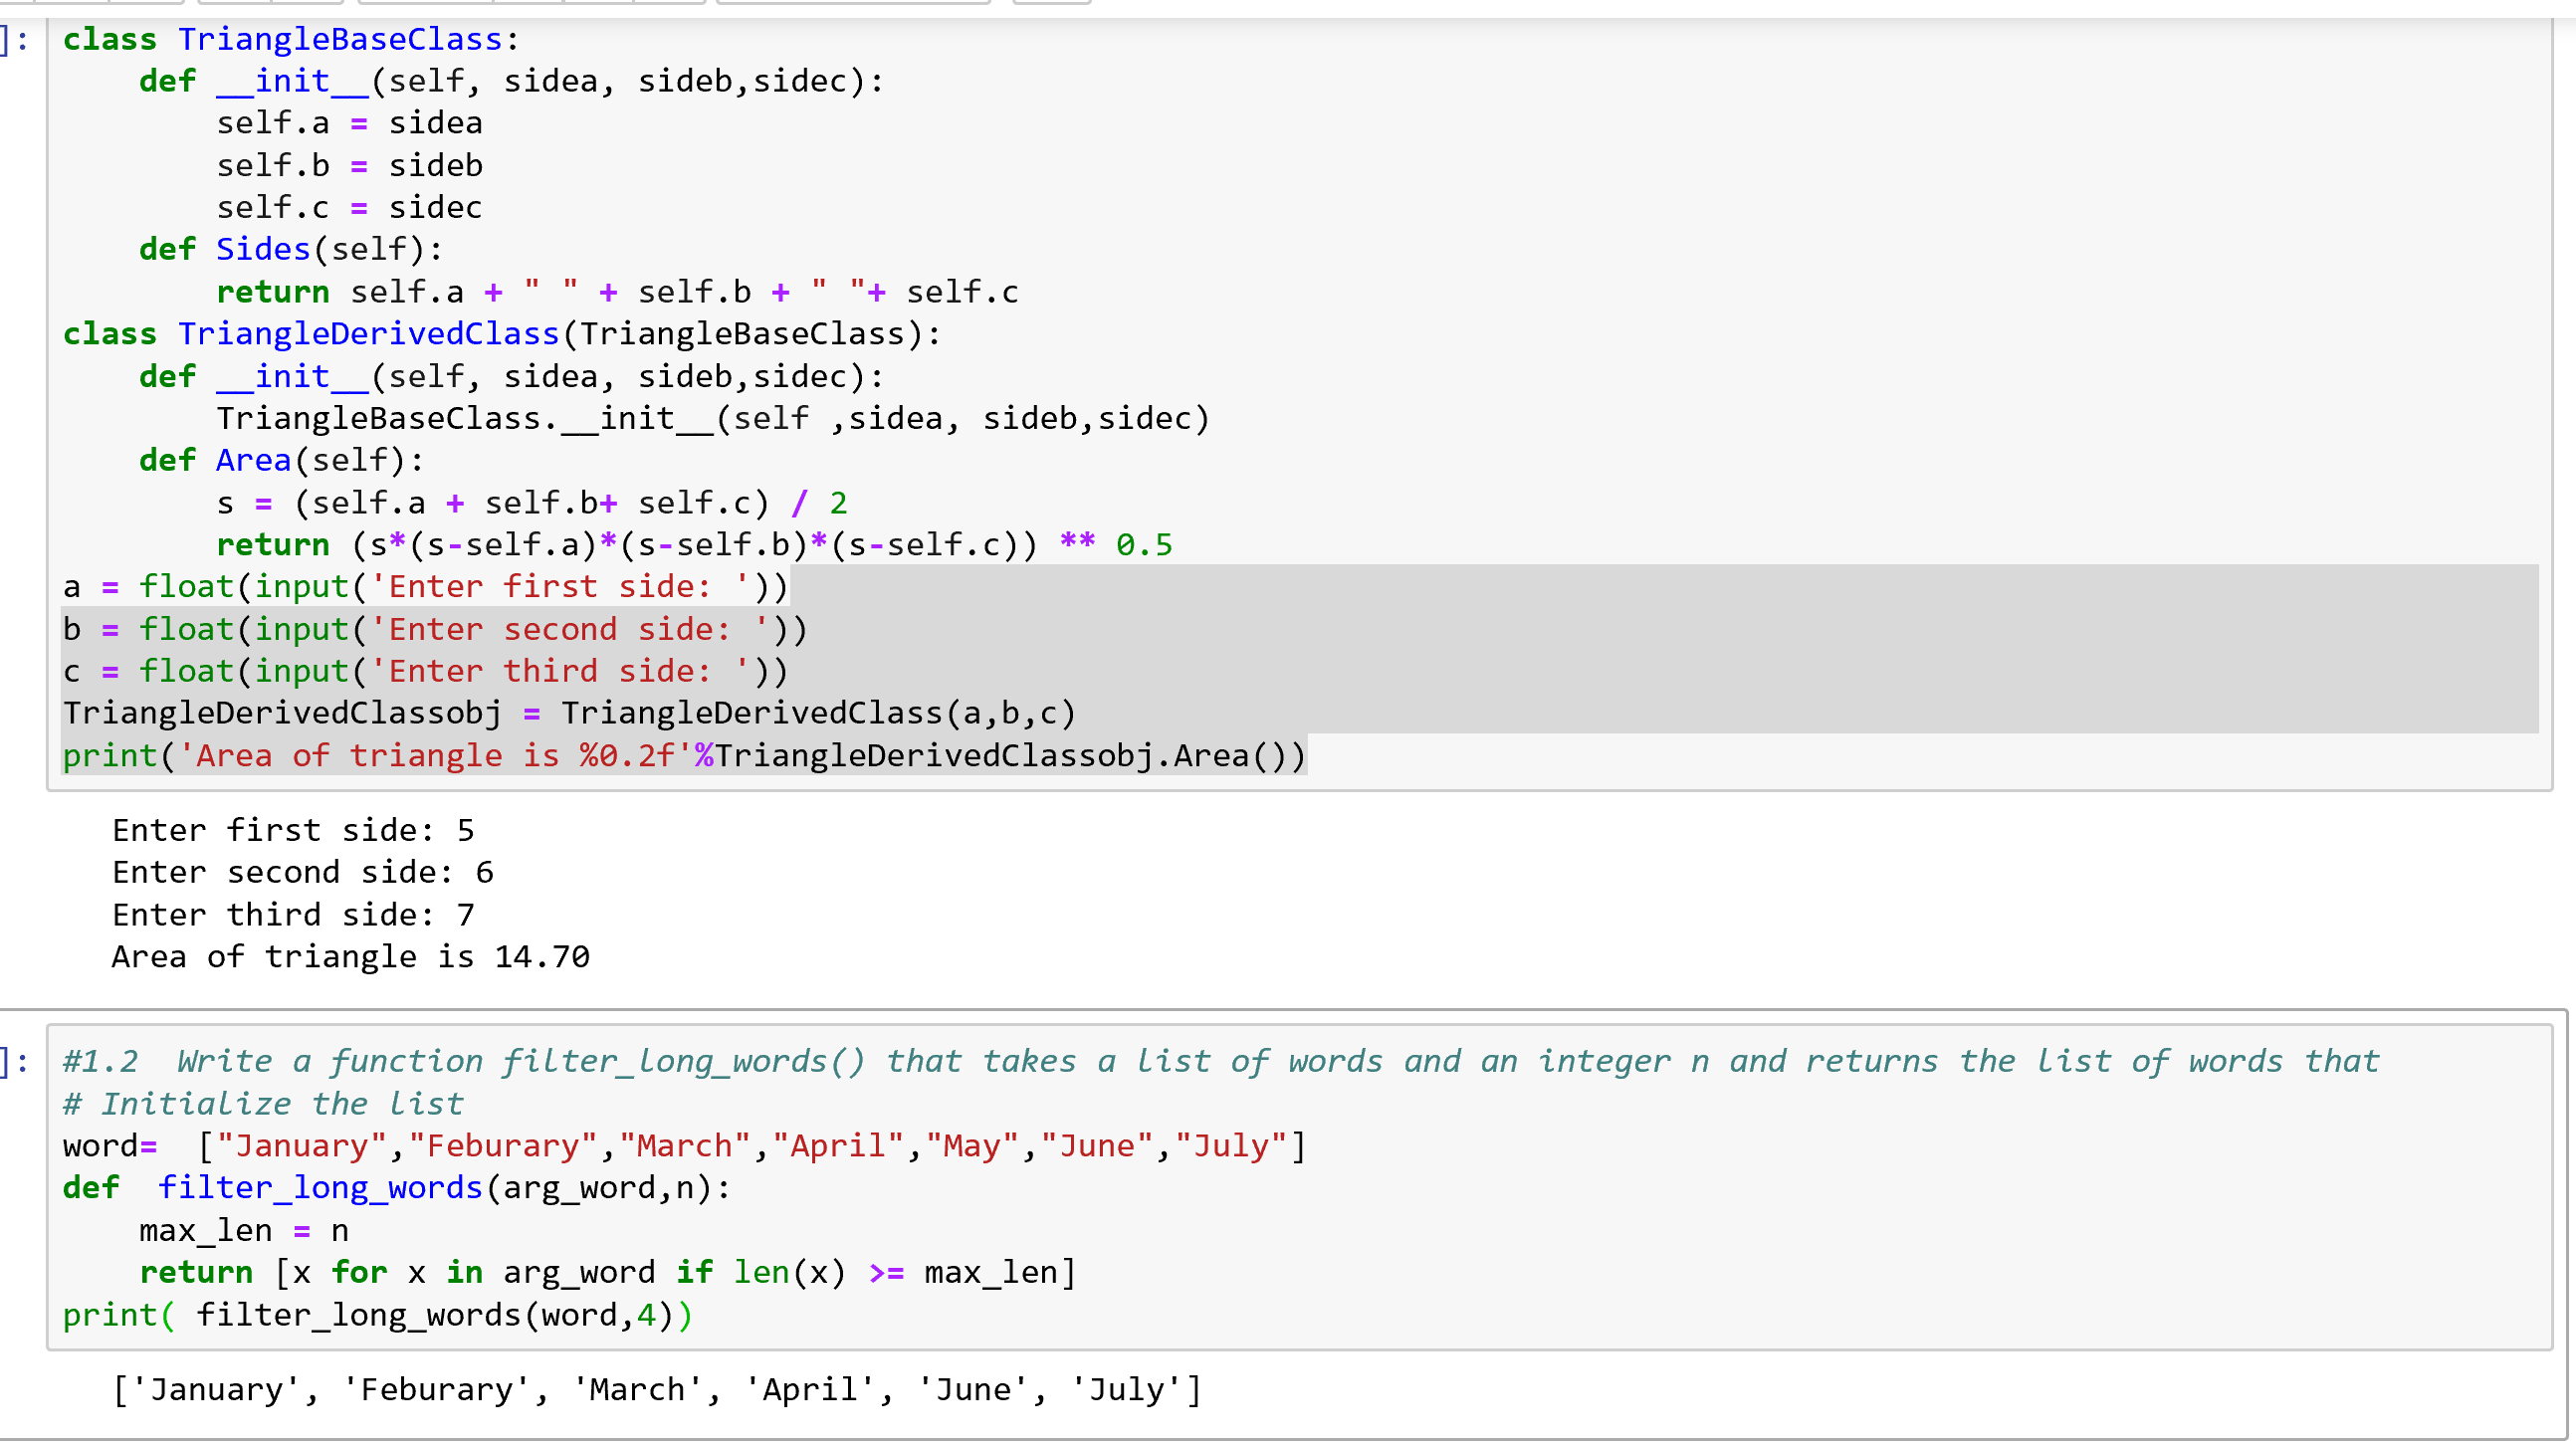 ]: class TriangleBaseClass:
    def __init__(self, sidea, sideb,sidec):
        self.a = sidea
        self.b = sideb
        self.c = sidec
    def Sides(self):
        return self.a + " " + self.b + " "+ self.c
class TriangleDerivedClass(TriangleBaseClass):
    def __init__(self, sidea, sideb,sidec):
        TriangleBaseClass.__init__(self ,sidea, sideb,sidec)
    def Area(self):
        s = (self.a + self.b+ self.c) / 2
        return (s*(s-self.a)*(s-self.b)*(s-self.c)) ** 0.5
a = float(input('Enter first side: '))
b = float(input('Enter second side: '))
c = float(input('Enter third side: '))
TriangleDerivedClassobj = TriangleDerivedClass(a,b,c)
print('Area of triangle is %0.2f'%TriangleDerivedClassobj.Area())
Enter first side: 5
Enter second side: 6
Enter third side: 7
Area of triangle is 14.70
]: #1.2  Write a function filter_long_words() that takes a list of words and an integer n and returns the list of words that
# Initialize the list
word=  ["January","Feburary","March","April","May","June","July"]
def  filter_long_words(arg_word,n):
    max_len = n
    return [x for x in arg_word if len(x) >= max_len]
print( filter_long_words(word,4))
['January', 'Feburary', 'March', 'April', 'June', 'July']